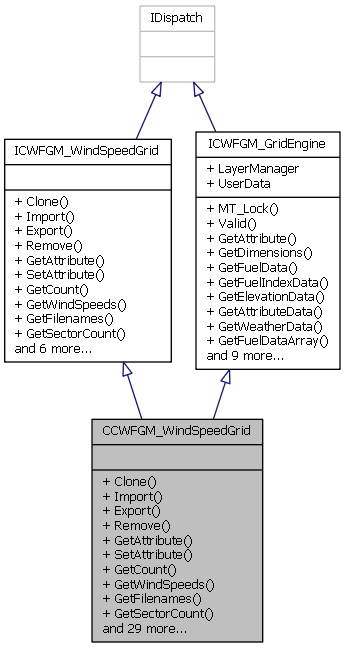 IDispatch
ICWFGM_WindSpeedGrid
+ Clone()
+ Import()
+ Export()
+ Remove()
+ GetAttribute()
+ SetAttribute()
+ GetCount()
+ GetWindSpeeds()
+ GetFilenames()
+ GetSectorCount()
and 6 more...
ICWFGM_GridEngine
+ LayerManager
+ UserData
+ MT_Lock()
+ Valid()
+ GetAttribute()
+ GetDimensions()
+ GetFuelData()
+ GetFuelIndexData()
+ GetElevationData()
+ GetAttributeData()
+ GetWeatherData()
+ GetFuelDataArray()
and 9 more...
CCWFGM_WindSpeedGrid
+ Clone()
+ Import()
+ Export()
+ Remove()
+ GetAttribute()
+ SetAttribute()
+ GetCount()
+ GetWindSpeeds()
+ GetFilenames()
+ GetSectorCount()
and 29 more...